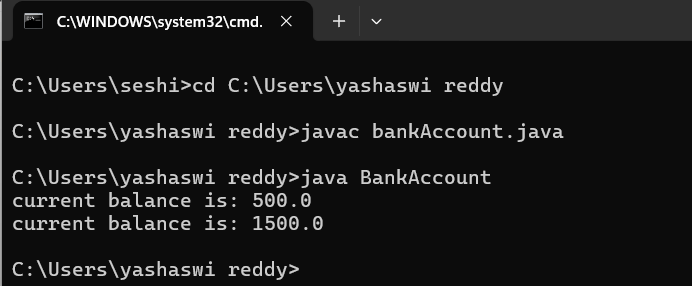 C:\WINDOWS\system32\cmd.
C:\Users\seshi>cd C:\Users\yashaswi reddy
C:\Users\yashaswi reddy>javac bankAccount.java
C:\Users\yashaswi reddy>java BankAccount
current balance is: 500.0
current balance is: 1500.0
C:\Users\yashaswi reddy>